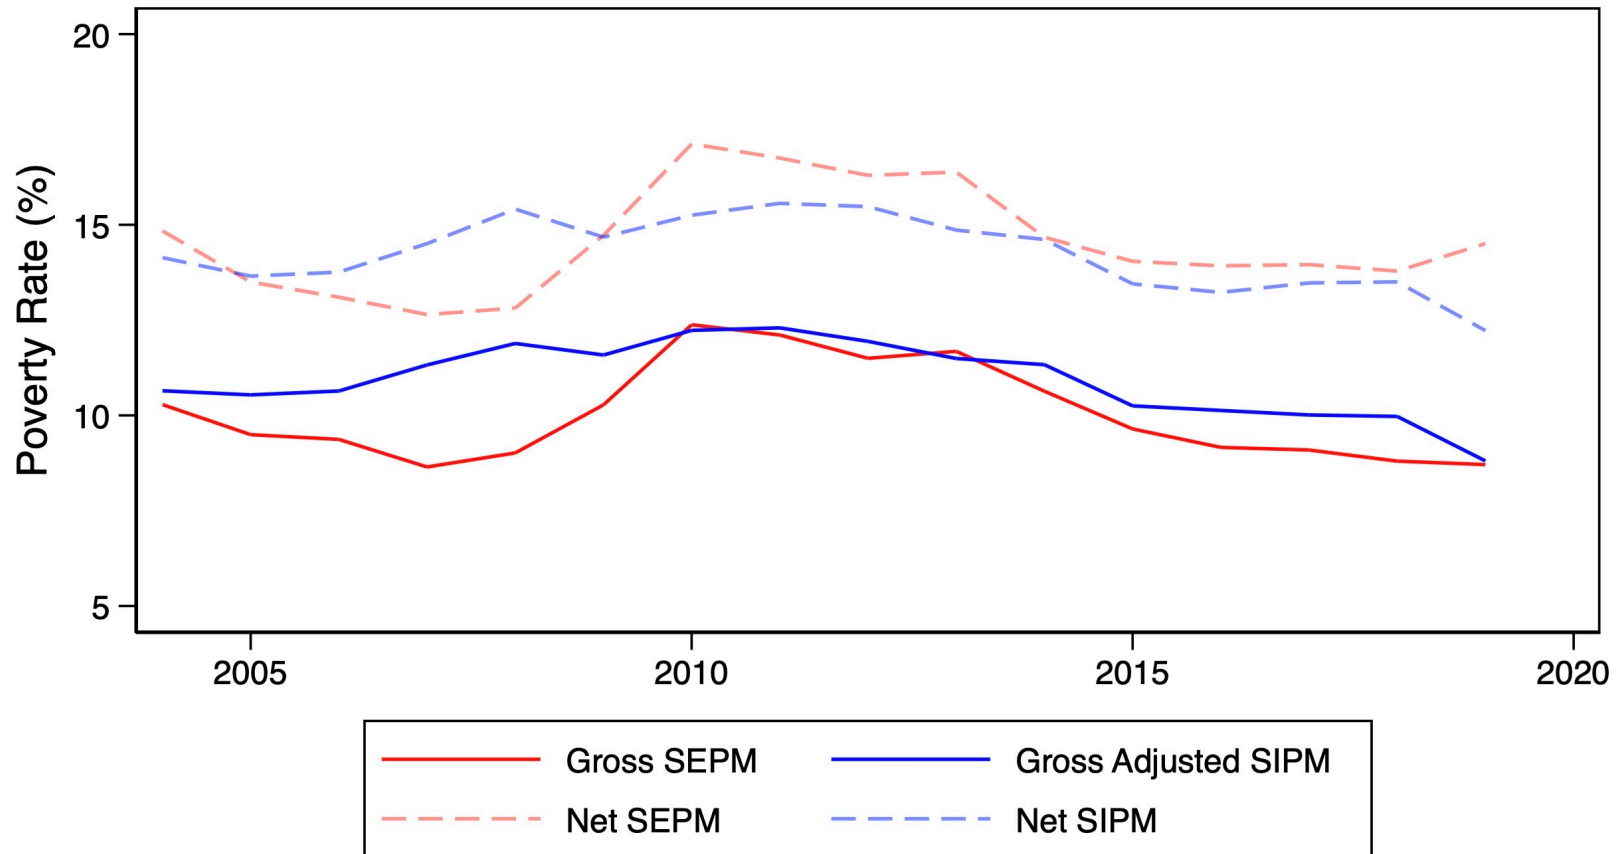 Poverty Rate (%)
20
15
10
5
2005
2010
2015
2020
Gross SEPM
Gross Adjusted SIPM
Net SEPM
Net SIPM